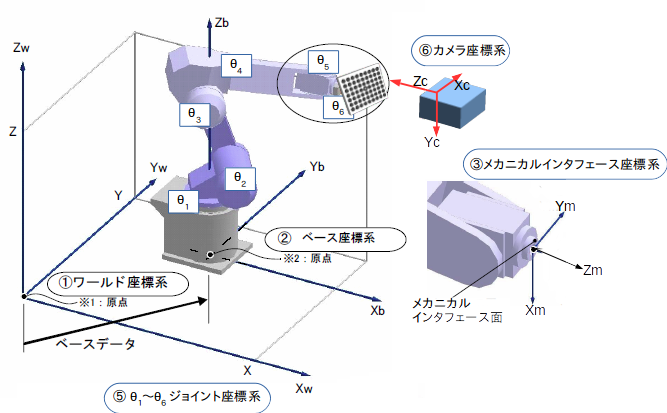 Zw
Zb
⑥カメラ座標系
θ5
θ4
Zc
Xc
θ6
Yc
θ3
Z
③メカニカルインタフェース座標系
Yw
Yb
θ2
Y
θ1
Ym
② ベース座標系
※2：原点
Zm
①ワールド座標系
※1：原点
Xb
メカニカル
インタフェース面
Xm
ベースデータ
X
Xw
⑤ θ1～θ6 ジョイント座標系